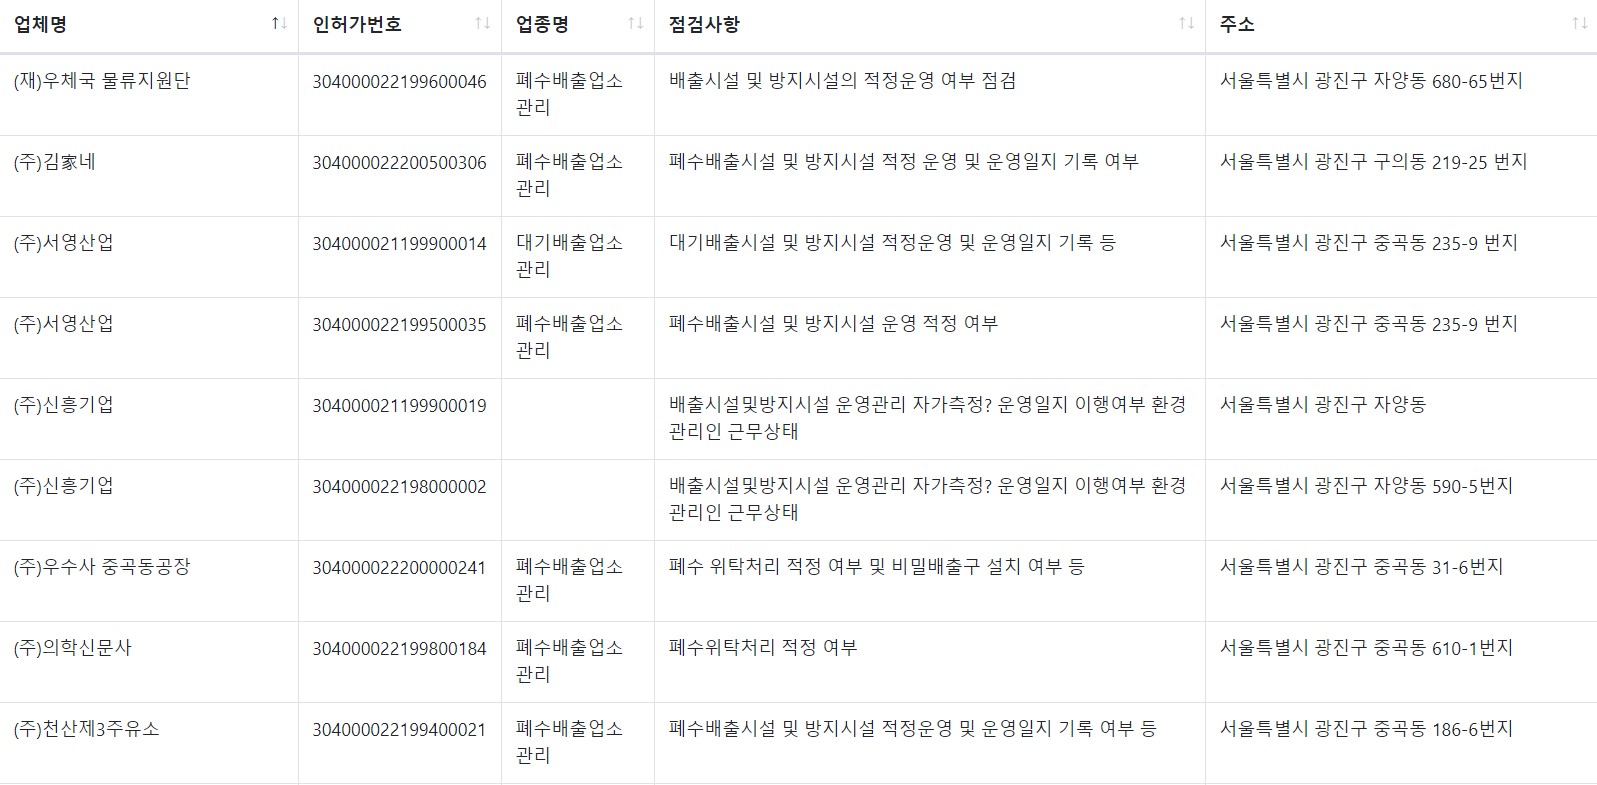 업체명 인허가번호 업종명 점검사항 주소
(재)우체국 물류지원단 304000022199600046 폐수배출업소 배출시설 및 방지시설의 적정운영 여부 점검 서울특별시 광진구 자양동 680-65번지
관리
(주)김家네 304000022200500306 폐수배출업소 폐수배출시설 및 방지시설 적정 운영 및 운영일지 기록 여부 서울특별시 광진구 구의동 219-25 번지
관리
(주)서영산업 304000021199900014 대기배출업소 대기배출시설 및 방지시설 적정운영 및 운영일지 기록 등 서울특별시 광진구 중곡동 235-9 번지
관리
(주)서영산업 304000022199500035 폐수배출업소 폐수배출시설 및 방지시설 운영 적정 여부 서울특별시 광진구 중곡동 235-9 번지
관리
(주)신흥기업 304000021199900019 배출시설및방지시설 운영관리 자가측정? 운영일지 이행여부 환경 서울특별시 광진구 자양동
관리인 근무상태
(주)신흥기업 304000022198000002 배출시설및방지시설 운영관리 자가측정? 운영일지 이행여부 환경 서울특별시 광진구 자양동 590-5번지
관리인 근무상태
(주)우수사 중곡동공장 304000022200000241 폐수배출업소 폐수 위탁처리 적정 여부 및 비밀배출구 설치 여부 등 서울특별시 광진구 중곡동 31-6번지
관리
(주)의학신문사 304000022199800184 폐수배출업소 폐수위탁처리 적정 여부 서울특별시 광진구 중곡동 610-1번지
관리
(주)천산제3주유소 304000022199400021 폐수배출업소 폐수배출시설 및 방지시설 적정운영 및 운영일지 기록 여부 등 서울특별시 광진구 중곡동 186-6번지
관리